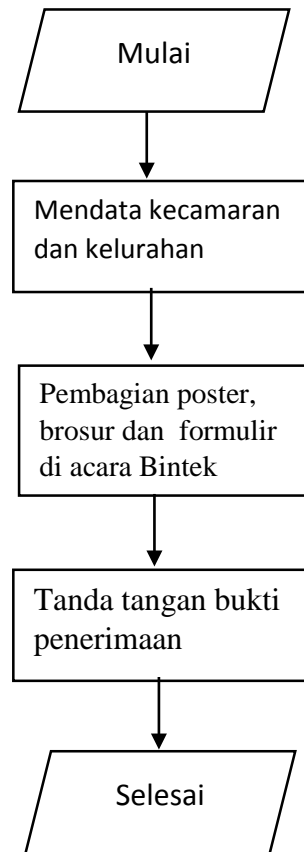 Mulai
Mendata kecamaran
dan kelurahan
Pembagian poster,
brosur dan formulir
di acara Bintek
Tanda tangan bukti
penerimaan
Selesai